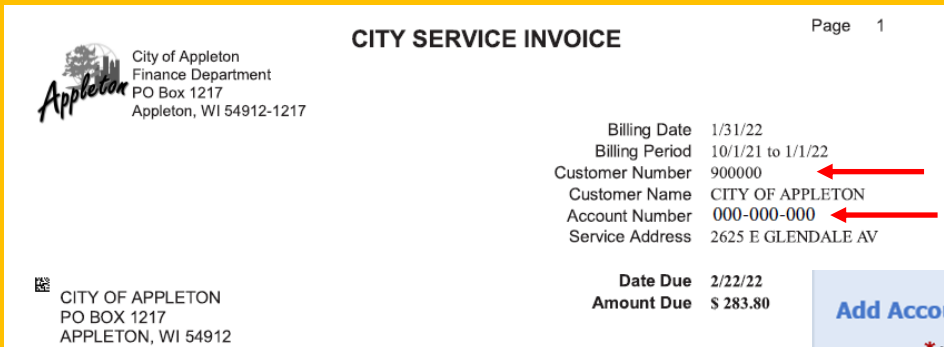 CITY SERVICE INVOICE
Page 1
Appleton
City of Appleton
Finance Department
PO Box 1217
Appleton, WI 54912-1217
Billing Date 1/31/22
Billing Period 10/1/21 to 1/1/22
Customer Number 900000
Customer Name CITY OF APPLETON
Account Number 000-000-000
Service Address 2625 E GLENDALE AV
Date Due 2/22/22
Amount Due $ 283.80
CITY OF APPLETON
PO BOX 1217
APPLETON, WI 54912
Add Accou
*